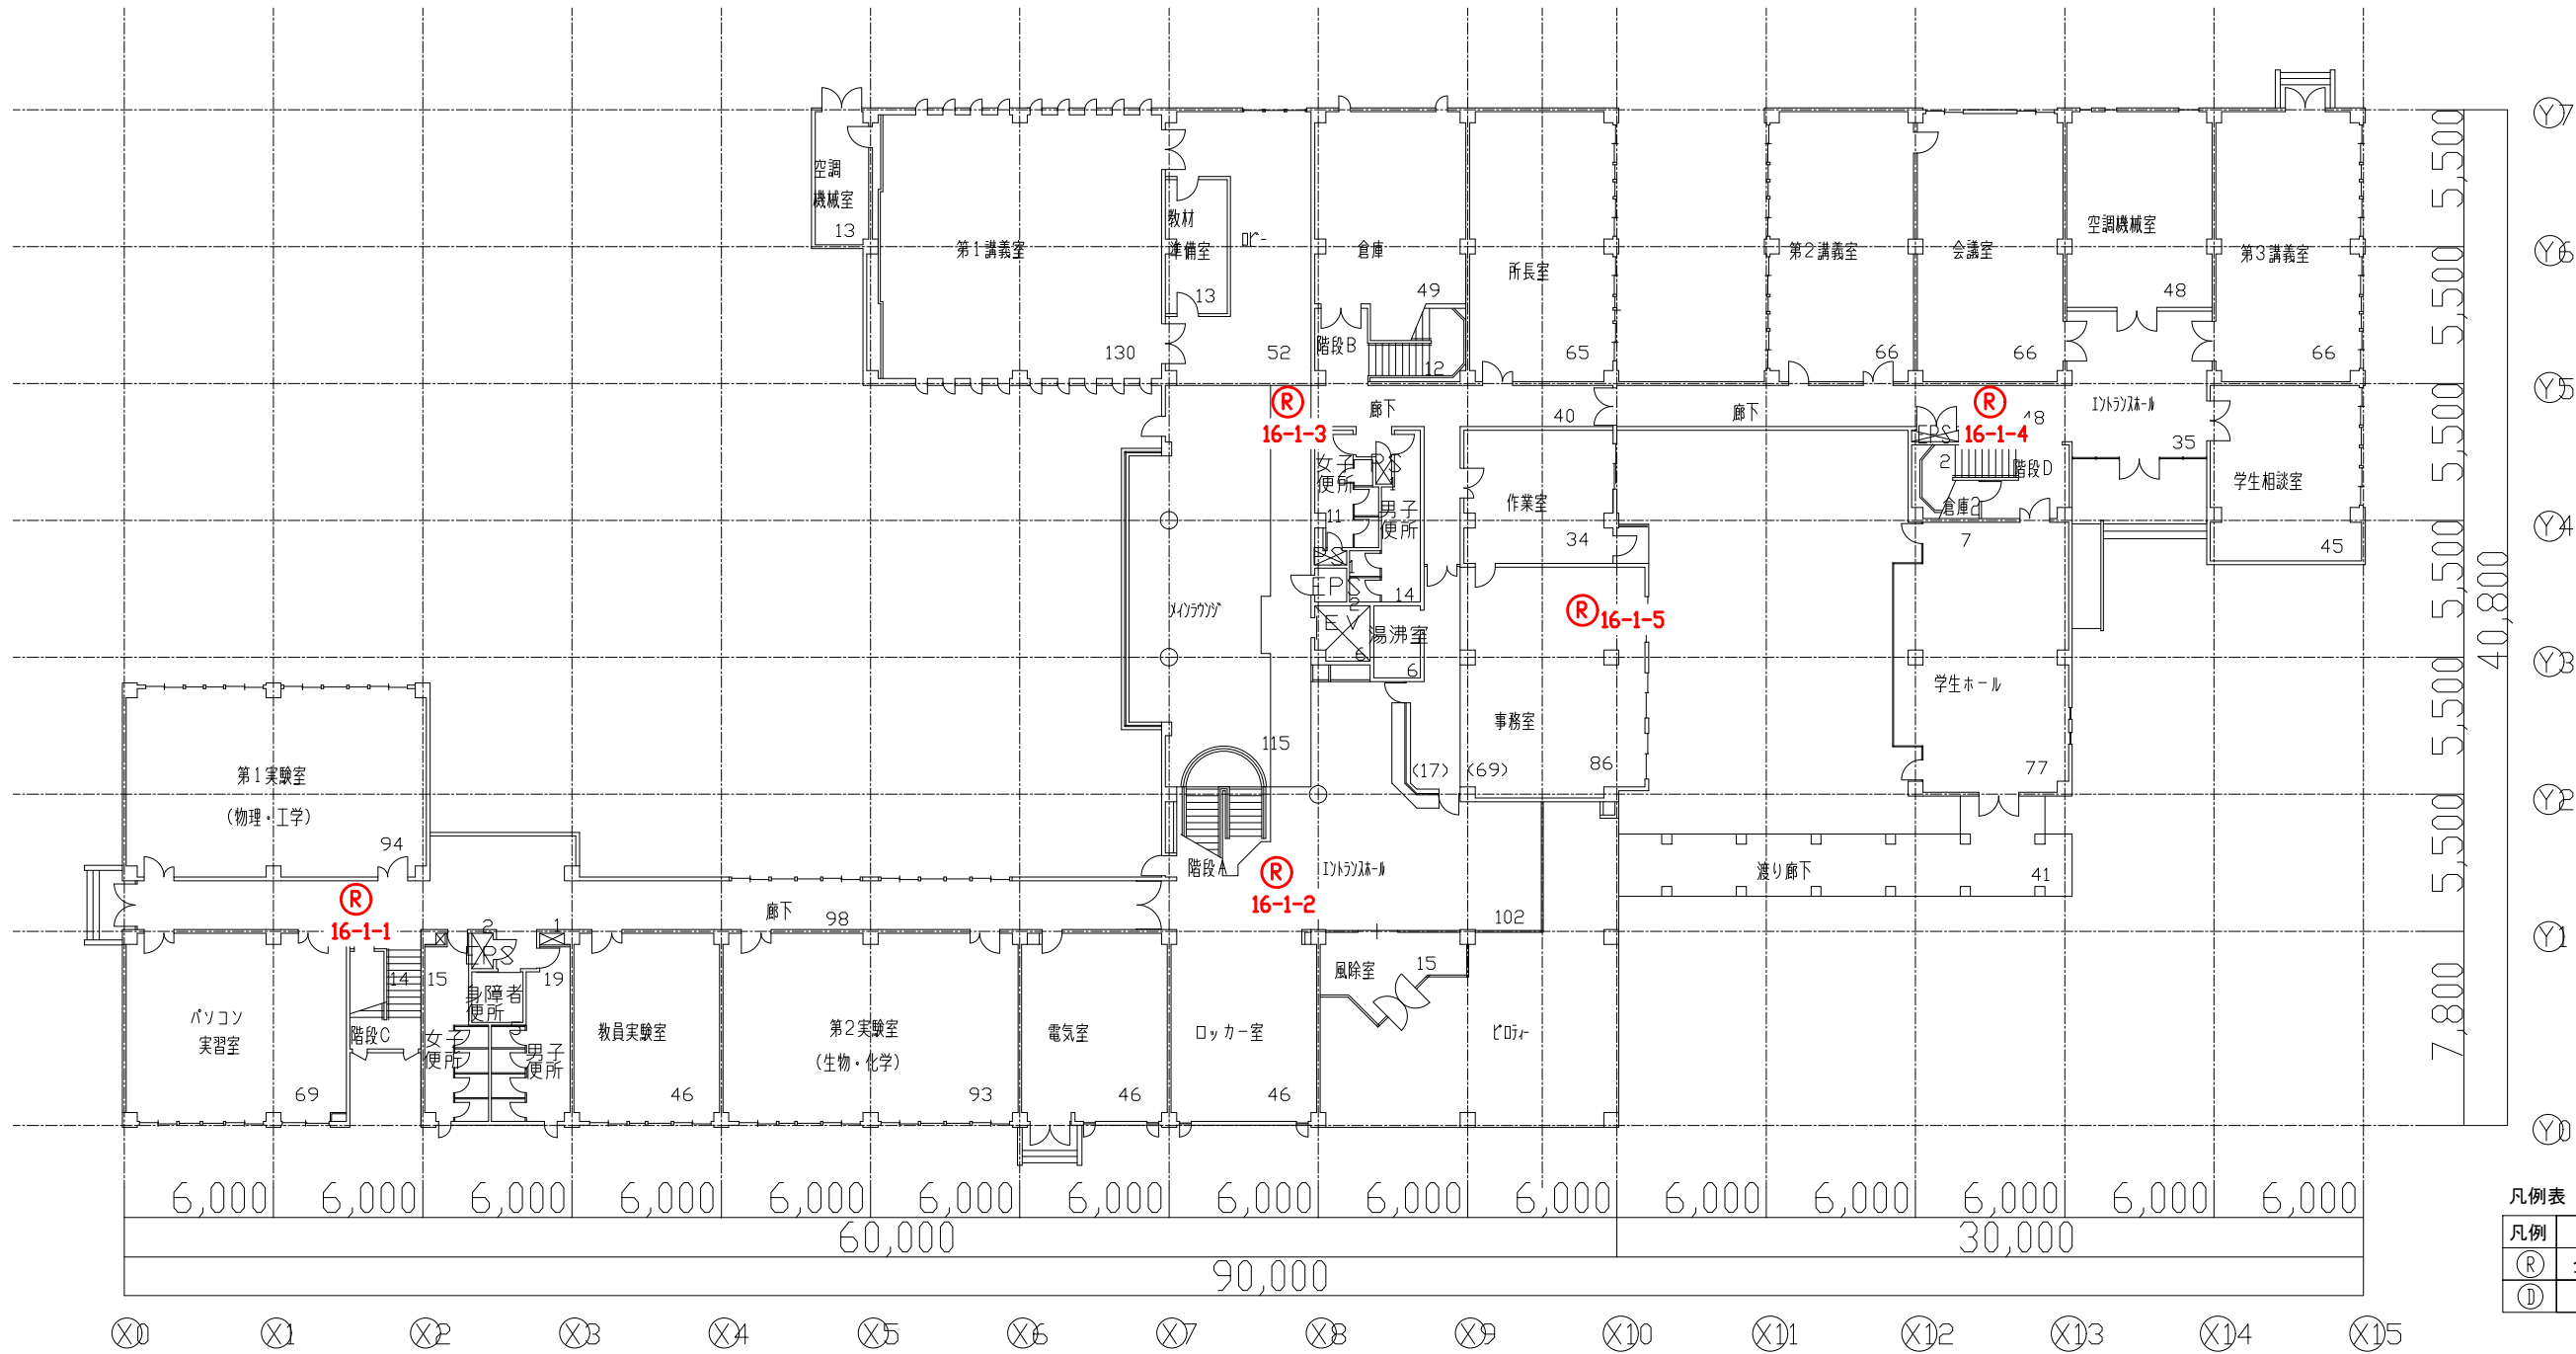 空調
機械室
13
第1講義室
130
教材
準備室
13
ロビー
52
倉庫
49
階段B
12
所長室
65
第2講義室
66
会議室
66
空調機械室
48
第3講義室
66
Y7
Y6
Y5
Y4
Y3
Y2
Y1
Y0
5,500
5,500
5,500
5,500
5,500
5,500
7,800
40,800
R
16-1-3
廊下
40
廊下
R
16-1-4
EPS
2
階段D
倉庫2
7
エントランスホール
35
学生相談室
45
女子
便所
11
PS
1
男子
便所
14
PS
1
EPS
2
EV
6
湯沸室
6
作業室
34
R
16-1-5
事務室
86
(17)
(69)
メインラウンジ
115
学生ホール
77
第1実験室
(物理・工学)
94
階段A
R
16-1-2
エントランスホール
102
渡り廊下
41
R
16-1-1
廊下
98
パソコン
実習室
69
階段C
14
15
女子
便所
2
EPS
1
19
身障者
便所
5
男子
便所
教員実験室
46
第2実験室
(生物・化学)
93
電気室
46
ロッカー室
46
風除室
15
ピロティー
6,000 6,000 6,000 6,000 6,000 6,000 6,000 6,000 6,000 6,000 6,000 6,000 6,000 6,000 6,000
60,000 30,000
90,000
X0 X1 X2 X3 X4 X5 X6 X7 X8 X9 X10 X11 X12 X13 X14 X15
凡例表
凡例
R
D